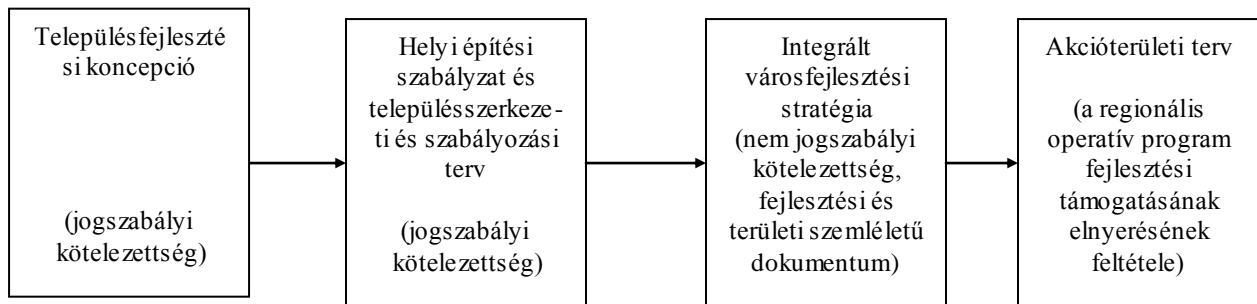 Településfejleszté
si koncepció
(jogszabályi
kötelezettség)
Helyi építési
szabályzat és
településszerkeze-
ti és szabályozási
terv
(jogszabályi
kötelezettség)
Integrált
városfejlesztési
stratégia
(nem jogszabályi
kötelezettség,
fejlesztési és
területi szemléletű
dokumentum)
Akcióterületi terv
(a regionális
operatív program
fejlesztési
támogatásának
elnyerésének
feltétele)